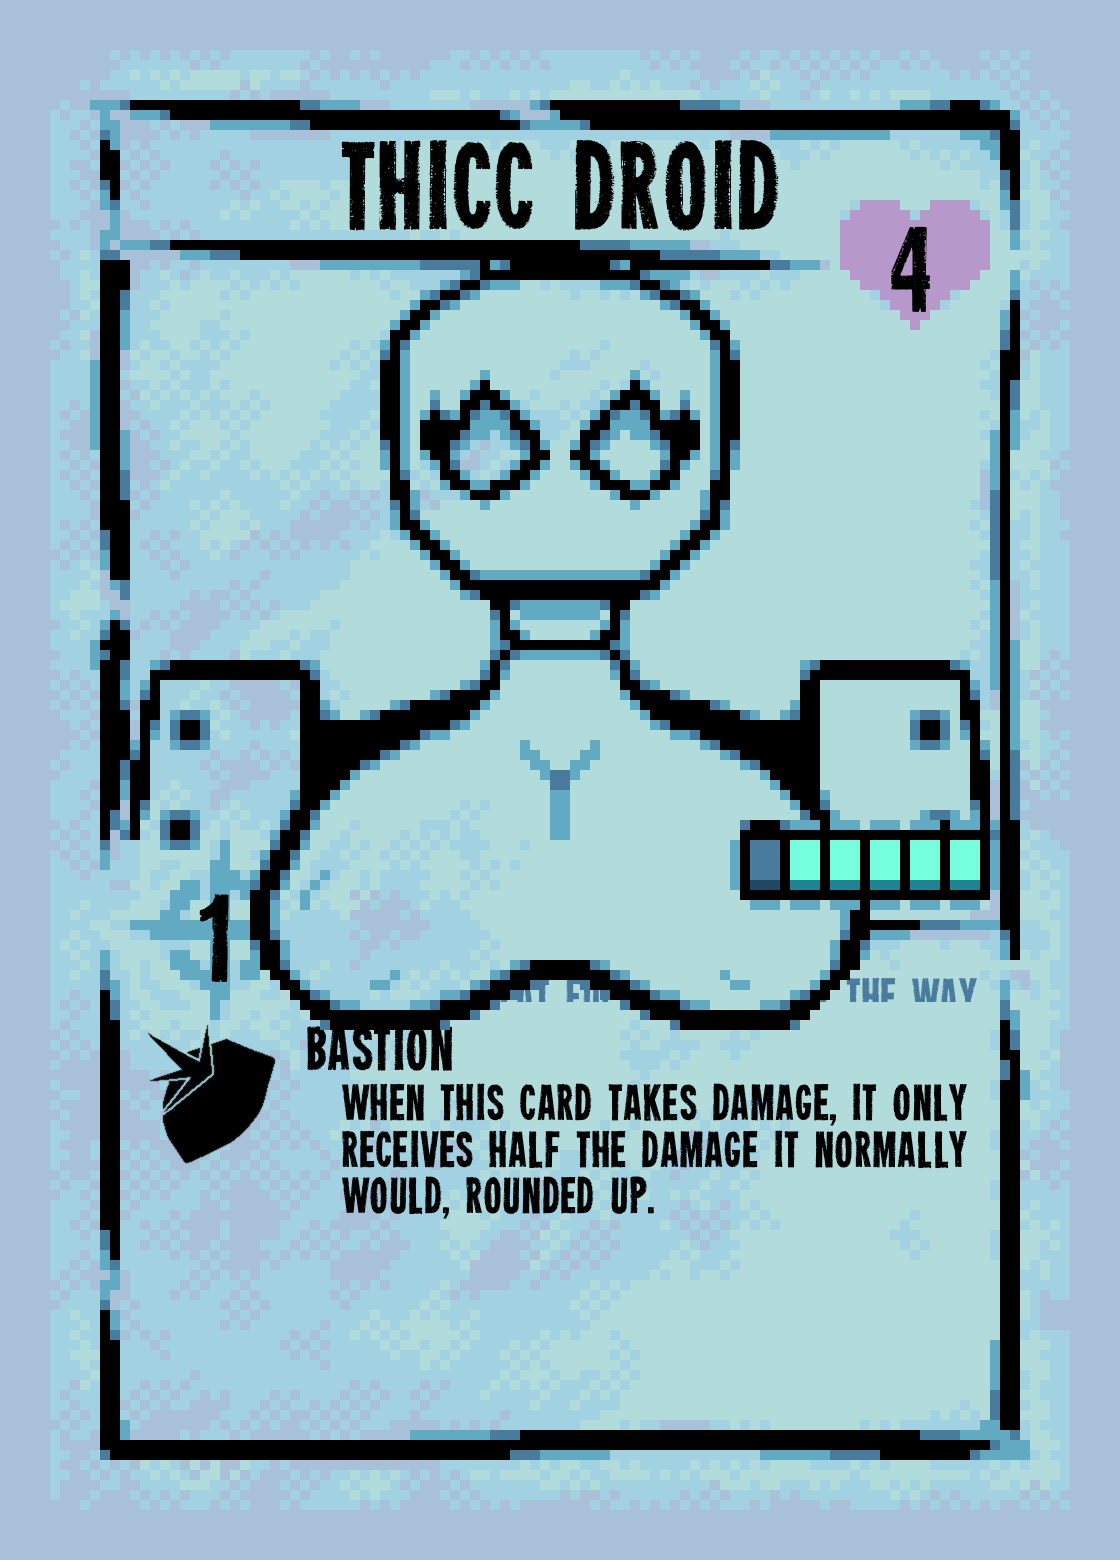 THICC DROID
4
1
THE WAY
BASTION
WHEN THIS CARD TAKES DAMAGE, IT ONLY
RECEIVES HALF THE DAMAGE IT NORMALLY
WOULD, ROUNDED UP.